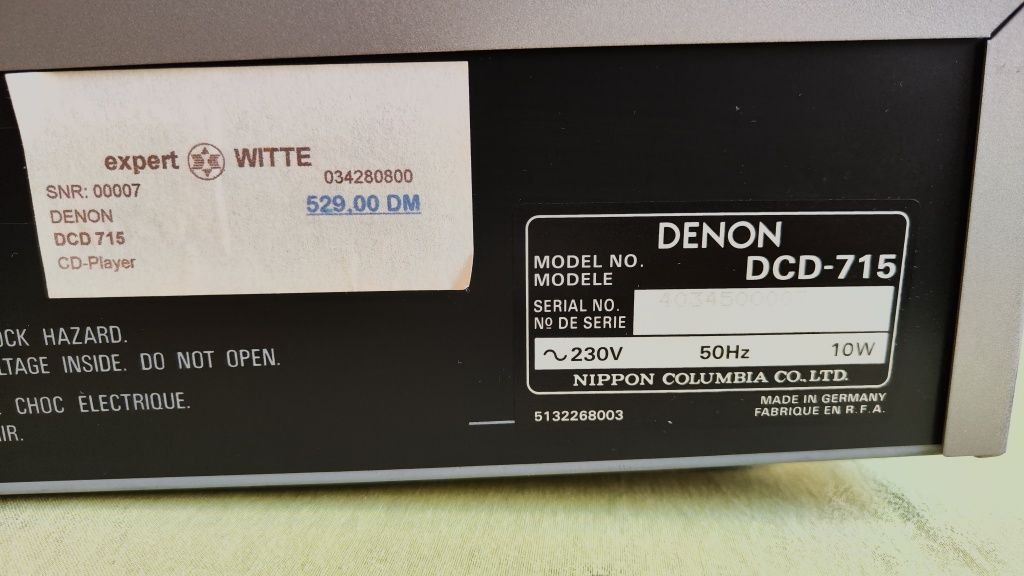 expert WITTE
034280800
SNR: 00007
529,00 DM
DENON
DCD 715
CD-Player
OCK HAZARD.
LTAGE INSIDE. DO NOT OPEN.
CHOC ÉLECTRIQUE.
IR.
DENON
MODEL NO.
MODELE
DCD-715
SERIAL NO.
Nº DE SERIE
~230V 50Hz 10W
NIPPON COLUMBIA CO.,LTD.
5132268003
MADE IN GERMANY
FABRIQUE EN R.F.A.